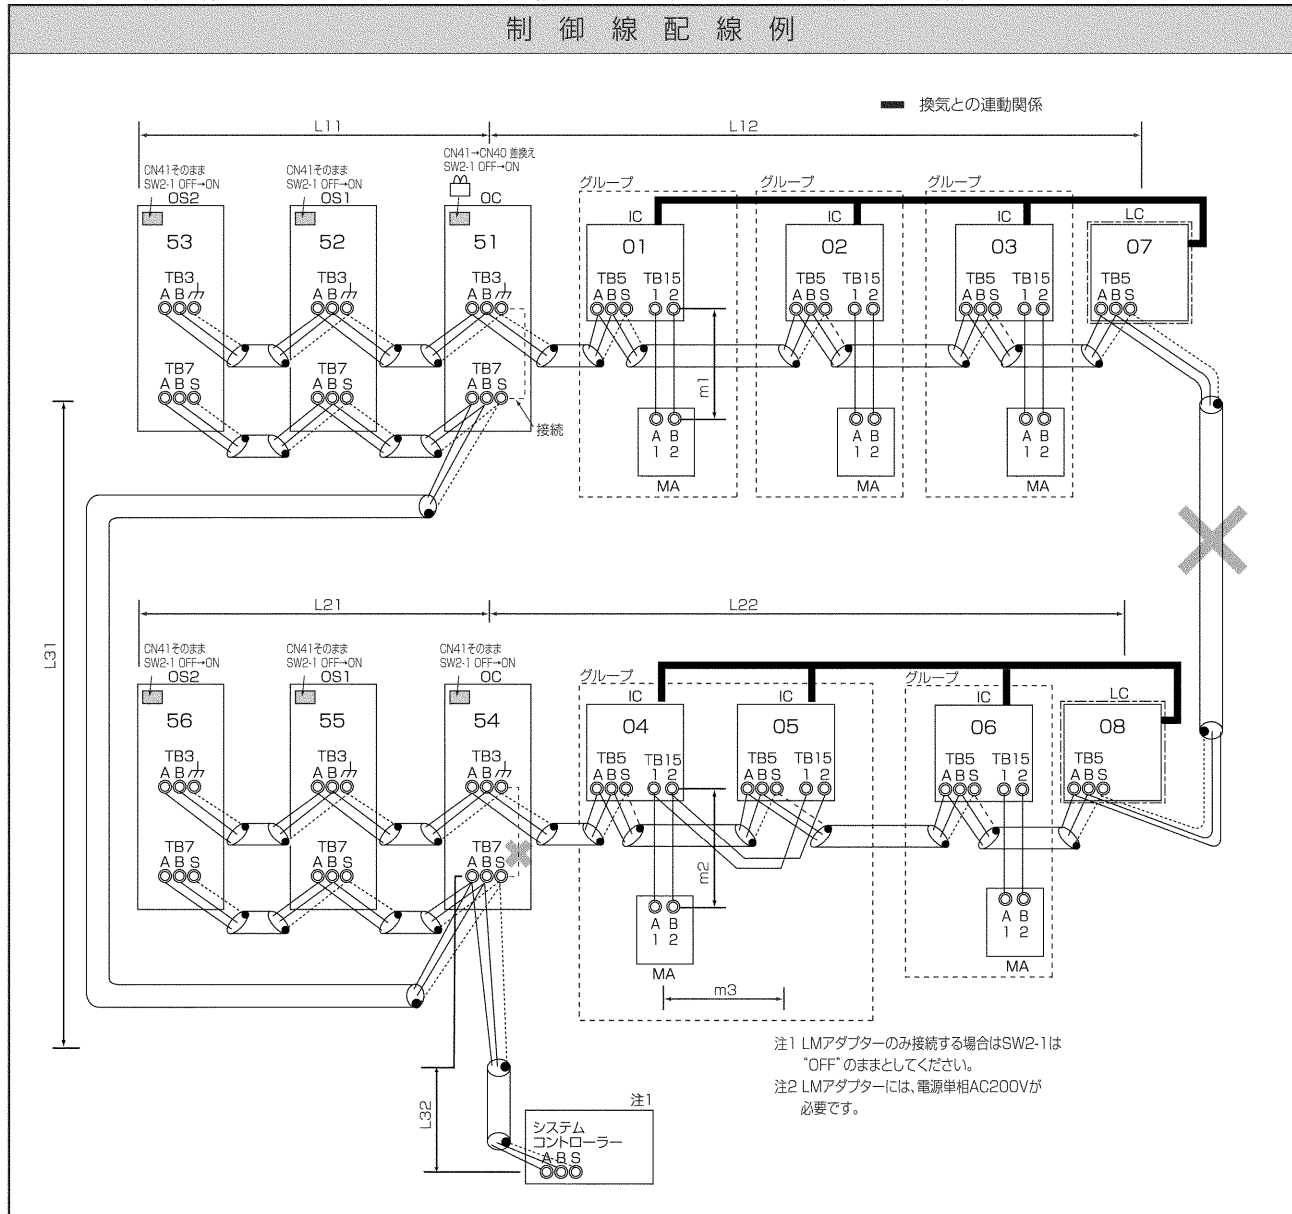 制御線配線例
換気との連動関係
L11
L12
CN41そのまま
SW2-1 OFF→ON
OS2
CN41そのまま
SW2-1 OFF→ON
OS1
CN41→CN40 差換え
SW2-1 OFF→ON
OC
グループ
グループ
グループ
IC
IC
IC
LC
53
52
51
01
02
03
07
TB3
A B
TB3
A B
TB3
A B
TB5
A B S
TB15
1 2
TB5
A B S
TB15
1 2
TB5
A B S
TB15
1 2
TB5
A B S
TB7
A B S
TB7
A B S
TB7
A B S
接続
m1
A B
1 2
MA
A B
1 2
MA
A B
1 2
MA
L31
L21
L22
CN41そのまま
SW2-1 OFF→ON
OS2
CN41そのまま
SW2-1 OFF→ON
OS1
CN41そのまま
SW2-1 OFF→ON
OC
グループ
グループ
IC
IC
IC
LC
56
55
54
04
05
06
08
TB3
A B
TB3
A B
TB3
A B
TB5
A B S
TB15
1 2
TB5
A B S
TB15
1 2
TB5
A B S
TB15
1 2
TB5
A B S
TB7
A B S
TB7
A B S
TB7
A B S
m2
A B
1 2
MA
A B
1 2
MA
m3
注1 LMアダプターのみ接続する場合はSW2-1は
"OFF"のままとしてください。
注2 LMアダプターには、電源単相AC200Vが
必要です。
L32
注1
システム
コントローラー
A B S